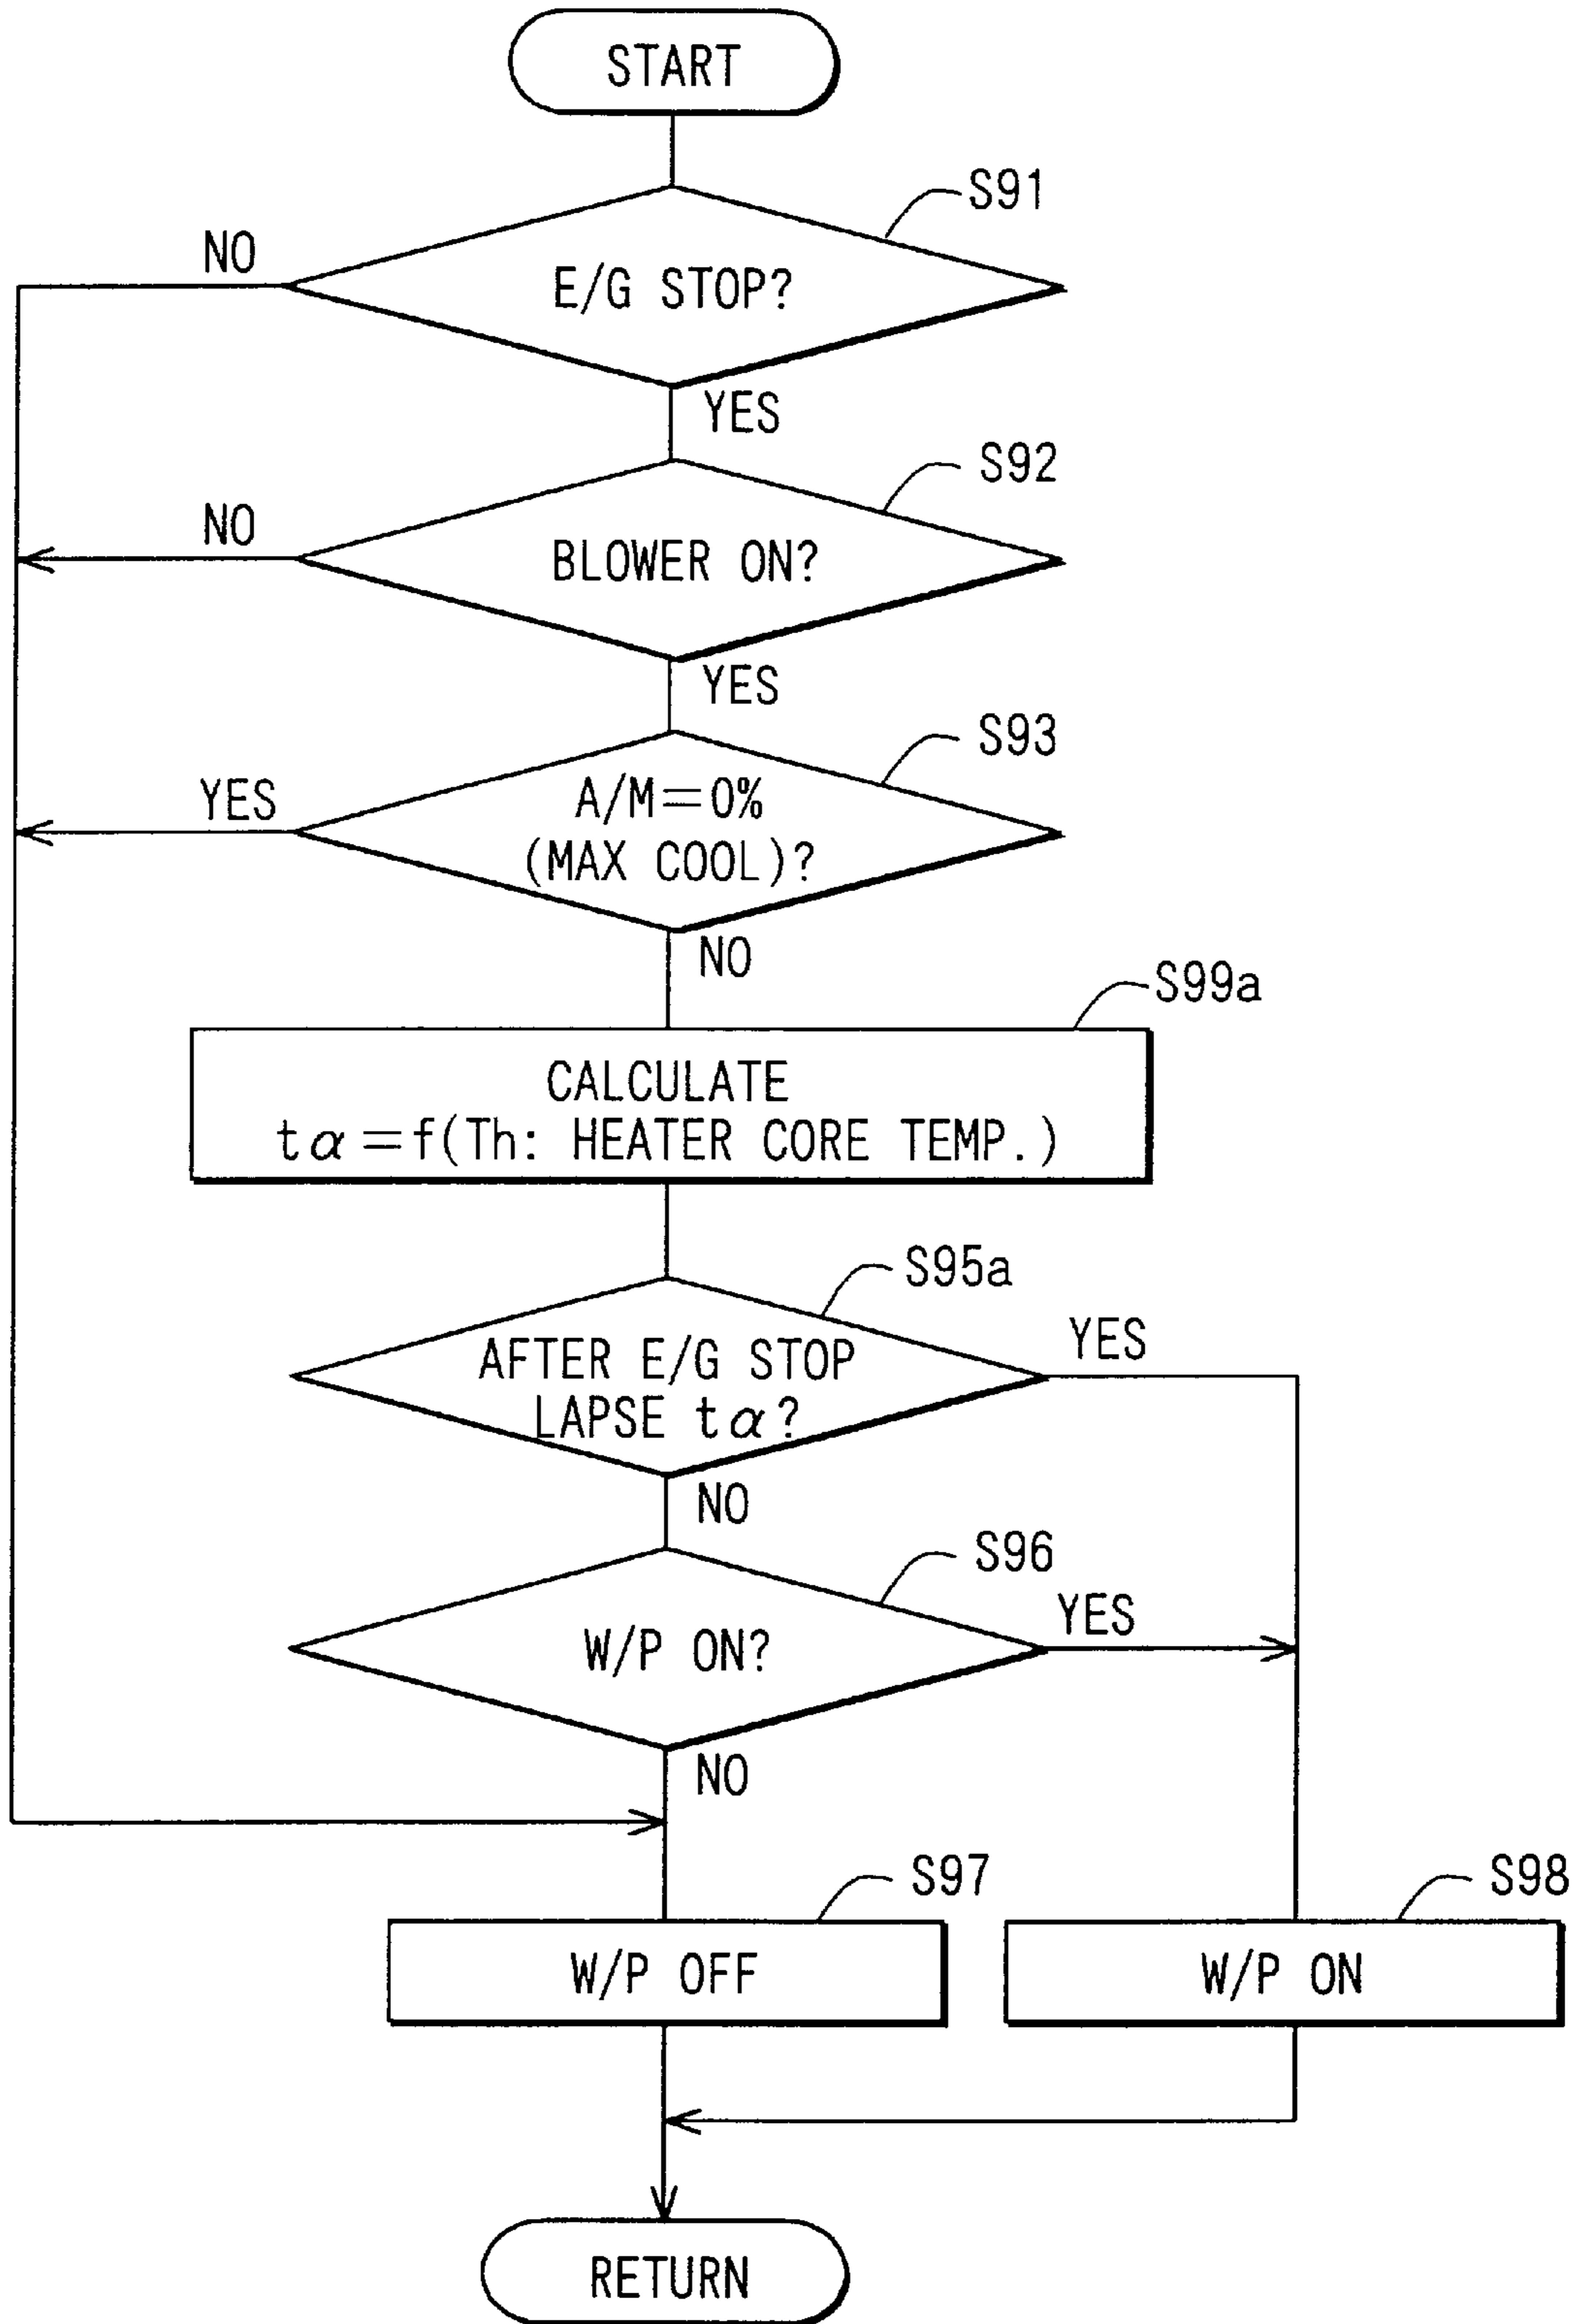 START
S91
NO
E/G STOP?
YES
S92
NO
BLOWER ON?
YES
S93
YES
A/M=0%
(MAX COOL)?
NO
S99a
CALCULATE
tα=f(Th: HEATER CORE TEMP.)
S95a
YES
AFTER E/G STOP
LAPSE tα?
NO
S96
YES
W/P ON?
NO
S97
S98
W/P OFF
W/P ON
RETURN